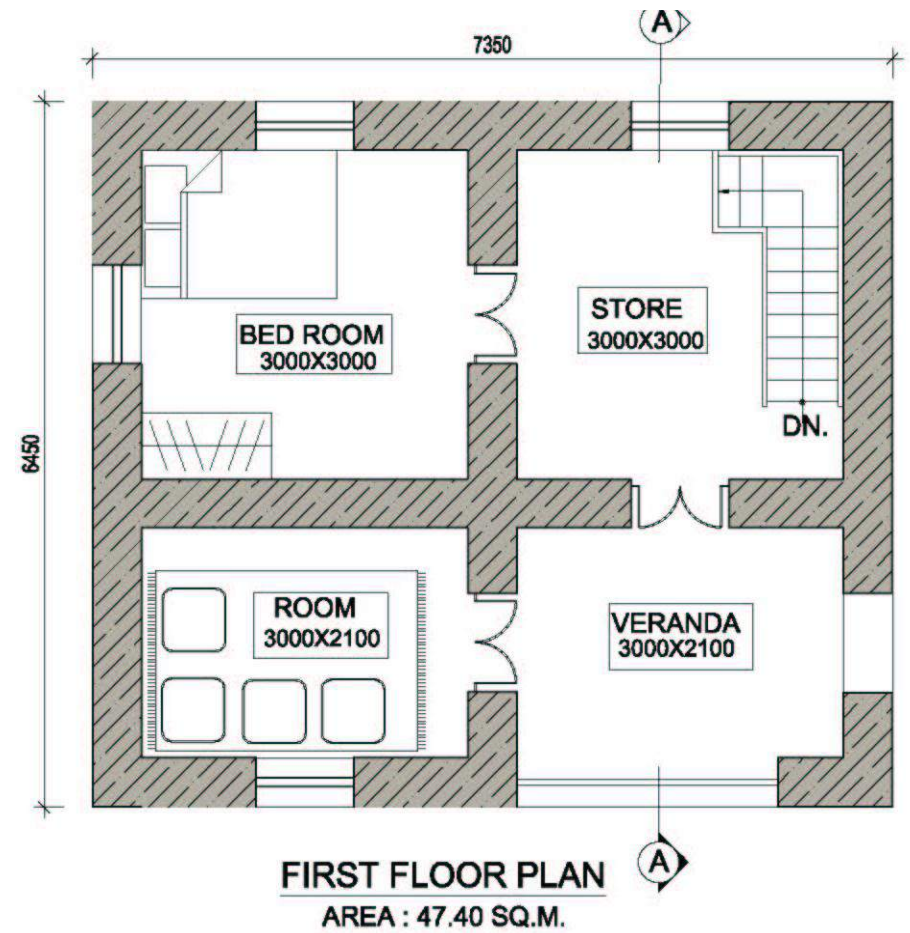 A
7350
6450
BED ROOM
3000X3000
STORE
3000X3000
DN.
ROOM
3000X2100
VERANDA
3000X2100
A
FIRST FLOOR PLAN
AREA : 47.40 SQ.M.